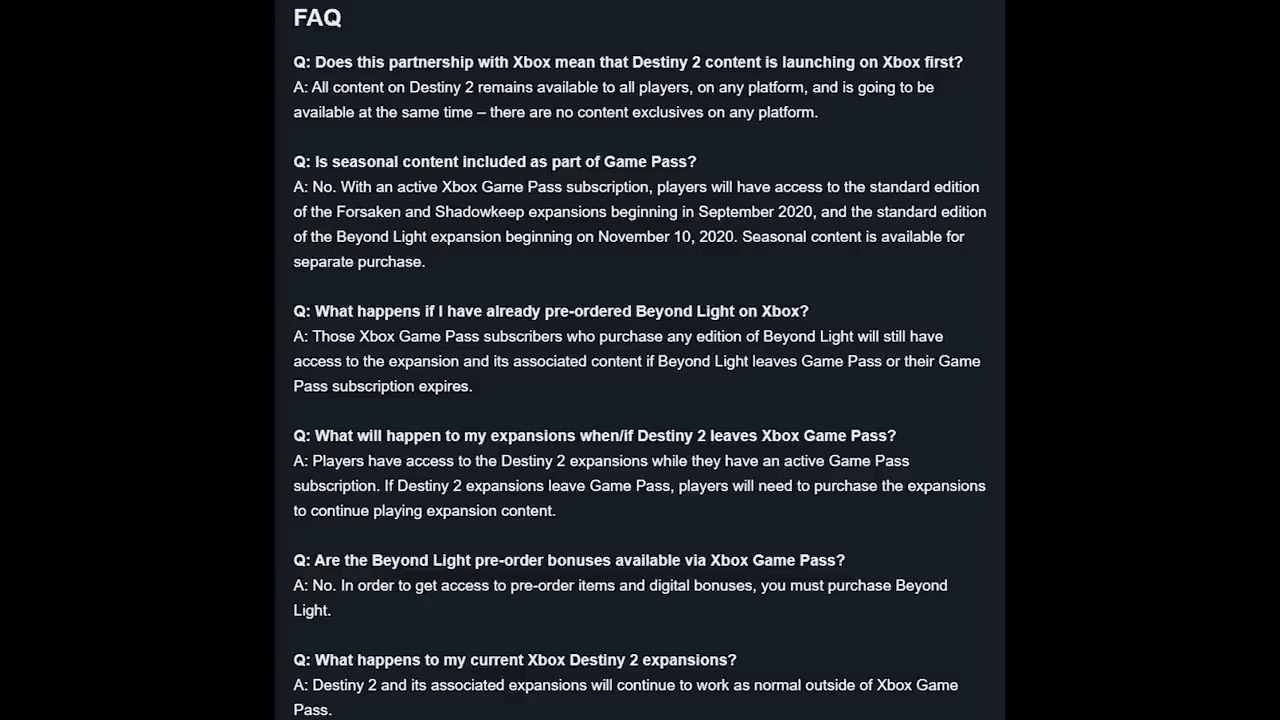 FAQ
Q: Does this partnership with Xbox mean that Destiny 2 content is launching on Xbox first?
A: All content on Destiny 2 remains available to all players, on any platform, and is going to be
available at the same time – there are no content exclusives on any platform.
Q: Is seasonal content included as part of Game Pass?
A: No. With an active Xbox Game Pass subscription, players will have access to the standard edition
of the Forsaken and Shadowkeep expansions beginning in September 2020, and the standard edition
of the Beyond Light expansion beginning on November 10, 2020. Seasonal content is available for
separate purchase.
Q: What happens if I have already pre-ordered Beyond Light on Xbox?
A: Those Xbox Game Pass subscribers who purchase any edition of Beyond Light will still have
access to the expansion and its associated content if Beyond Light leaves Game Pass or their Game
Pass subscription expires.
Q: What will happen to my expansions when/if Destiny 2 leaves Xbox Game Pass?
A: Players have access to the Destiny 2 expansions while they have an active Game Pass
subscription. If Destiny 2 expansions leave Game Pass, players will need to purchase the expansions
to continue playing expansion content.
Q: Are the Beyond Light pre-order bonuses available via Xbox Game Pass?
A: No. In order to get access to pre-order items and digital bonuses, you must purchase Beyond
Light.
Q: What happens to my current Xbox Destiny 2 expansions?
A: Destiny 2 and its associated expansions will continue to work as normal outside of Xbox Game
Pass.